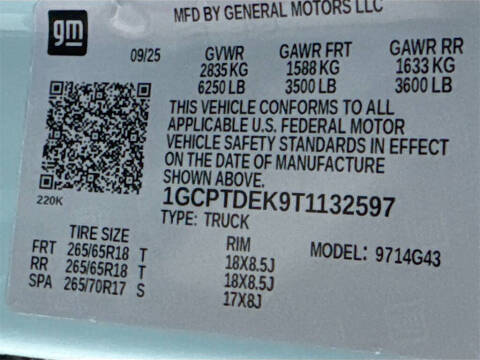 MFD BY GENERAL MOTORS LLC
gm
09/25 GVWR GAWR FRT GAWR RR
2835 KG 1588 KG 1633 KG
6250 LB 3500 LB 3600 LB
THIS VEHICLE CONFORMS TO ALL
APPLICABLE U.S. FEDERAL MOTOR
VEHICLE SAFETY STANDARDS IN EFFECT
ON THE DATE OF MANUFACTURE
SHOWN ABOVE.
220K
1GCPTDEK9T1132597
TYPE: TRUCK
TIRE SIZE RIM MODEL: 9714G43
FRT 265/65R18 T 18X8.5J
RR 265/65R18 T 18X8.5J
SPA 265/70R17 S 17X8J